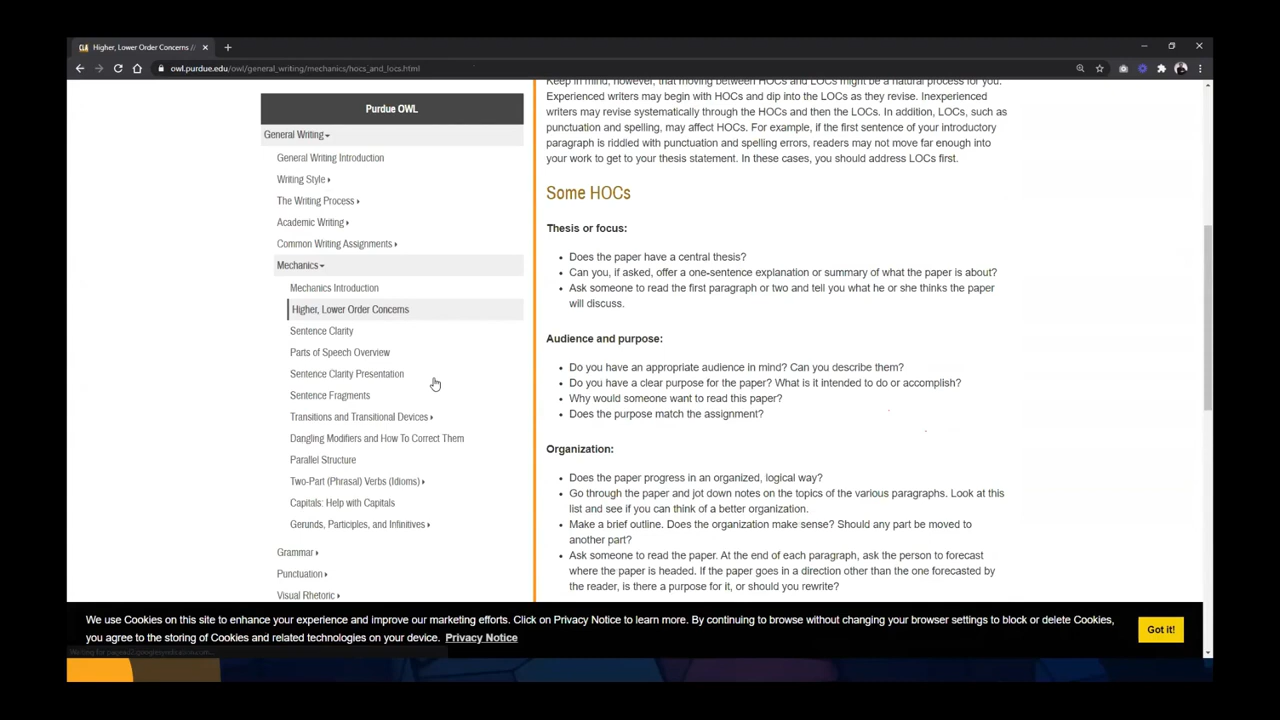 Higher, Lower Order Concerns //
owl.purdue.edu/owl/general_writing/mechanics/hocs_and_locs.html
Purdue OWL
General Writing
General Writing Introduction
Writing Style
The Writing Process
Academic Writing
Common Writing Assignments
Mechanics
Mechanics Introduction
Higher, Lower Order Concerns
Sentence Clarity
Parts of Speech Overview
Sentence Clarity Presentation
Sentence Fragments
Transitions and Transitional Devices
Dangling Modifiers and How To Correct Them
Parallel Structure
Two-Part (Phrasal) Verbs (Idioms)
Capitals: Help with Capitals
Gerunds, Participles, and Infinitives
Grammar
Punctuation
Visual Rhetoric
Keep in mind, however, that moving between HOCs and LOCs might be a natural process for you.
Experienced writers may begin with HOCs and dip into the LOCs as they revise. Inexperienced
writers may revise systematically through the HOCs and then the LOCs. In addition, LOCs, such as
punctuation and spelling, may affect HOCs. For example, if the first sentence of your introductory
paragraph is riddled with punctuation and spelling errors, readers may not move far enough into
your work to get to your thesis statement. In these cases, you should address LOCs first.
Some HOCs
Thesis or focus:
• Does the paper have a central thesis?
• Can you, if asked, offer a one-sentence explanation or summary of what the paper is about?
• Ask someone to read the first paragraph or two and tell you what he or she thinks the paper
will discuss.
Audience and purpose:
• Do you have an appropriate audience in mind? Can you describe them?
• Do you have a clear purpose for the paper? What is it intended to do or accomplish?
• Why would someone want to read this paper?
• Does the purpose match the assignment?
Organization:
• Does the paper progress in an organized, logical way?
• Go through the paper and jot down notes on the topics of the various paragraphs. Look at this
list and see if you can think of a better organization.
• Make a brief outline. Does the organization make sense? Should any part be moved to
another part?
• Ask someone to read the paper. At the end of each paragraph, ask the person to forecast
where the paper is headed. If the paper goes in a direction other than the one forecasted by
the reader, is there a purpose for it, or should you rewrite?
We use Cookies on this site to enhance your experience and improve our marketing efforts. Click on Privacy Notice to learn more. By continuing to browse without changing your browser settings to block or delete Cookies,
you agree to the storing of Cookies and related technologies on your device. Privacy Notice
Got it!